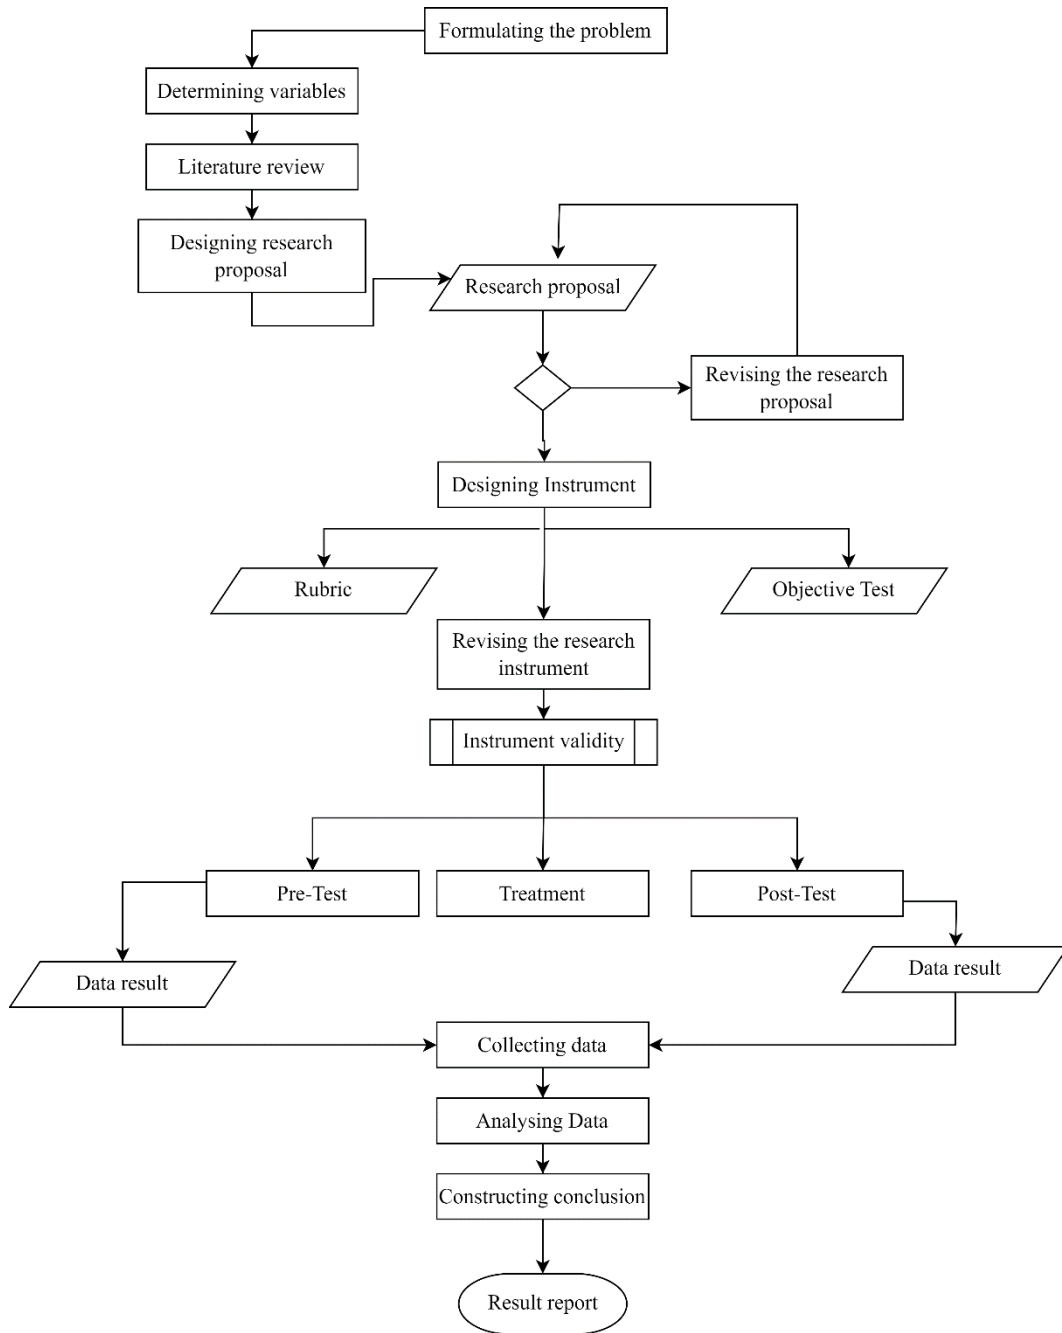 Formulating the problem
Determining variables
Literature review
Designing research
proposal
Research proposal
Revising the research
proposal
Designing Instrument
Rubric
Objective Test
Revising the research
instrument
Instrument validity
Pre-Test
Treatment
Post-Test
Data result
Data result
Collecting data
Analysing Data
Constructing conclusion
Result report